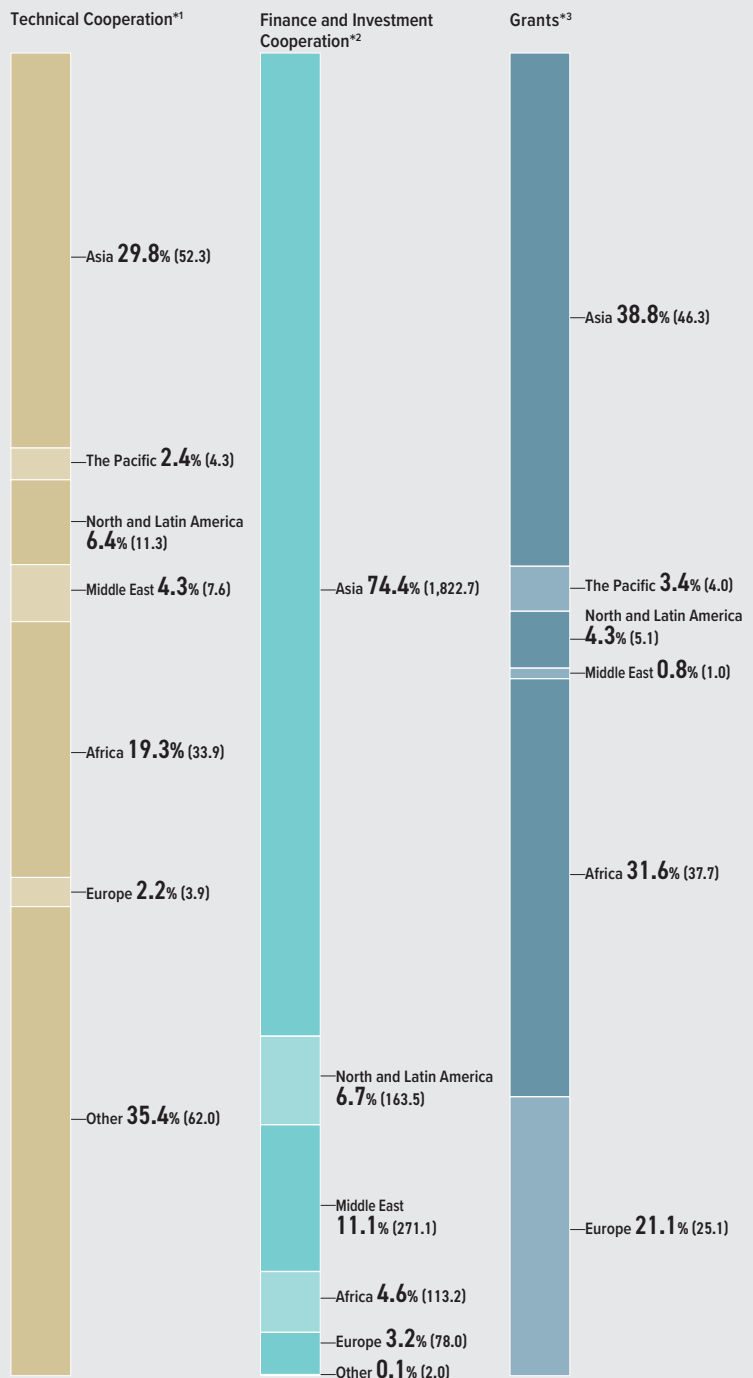 Technical Cooperation*1
Asia 29.8% (52.3)
The Pacific 2.4% (4.3)
North and Latin America
6.4% (11.3)
Middle East 4.3% (7.6)
Africa 19.3% (33.9)
Europe 2.2% (3.9)
Other 35.4% (62.0)
Finance and Investment
Cooperation*2
Asia 74.4% (1,822.7)
North and Latin America
6.7% (163.5)
Middle East
11.1% (271.1)
Africa 4.6% (113.2)
Europe 3.2% (78.0)
Other 0.1% (2.0)
Grants*3
Asia 38.8% (46.3)
The Pacific 3.4% (4.0)
North and Latin America
4.3% (5.1)
Middle East 0.8% (1.0)
Africa 31.6% (37.7)
Europe 21.1% (25.1)